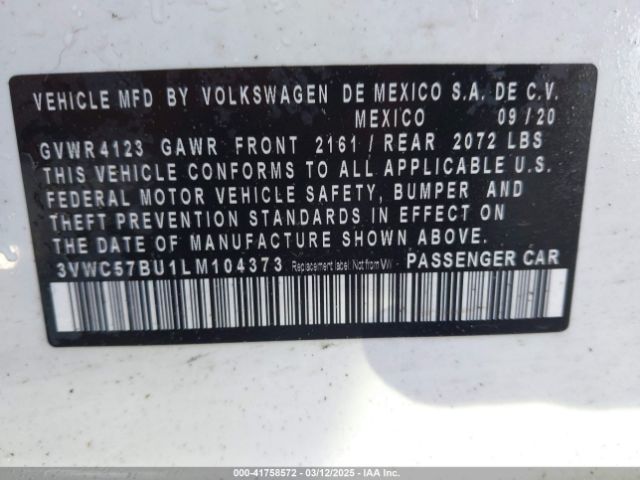 VEHICLE MFD BY VOLKSWAGEN DE MEXICO S.A. DE C.V.
MEXICO 09/20
GVWR4123 GAWR FRONT 2161/REAR 2072 LBS
THIS VEHICLE CONFORMS TO ALL APPLICABLE U.S.
FEDERAL MOTOR VEHICLE SAFETY, BUMPER AND
THEFT PREVENTION STANDARDS IN EFFECT ON
THE DATE OF MANUFACTURE SHOWN ABOVE.
3VWC57BU1LM104373 Replacement label. Not from VW PASSENGER CAR
000-41758572 - 03/12/2025 - IAA Inc.